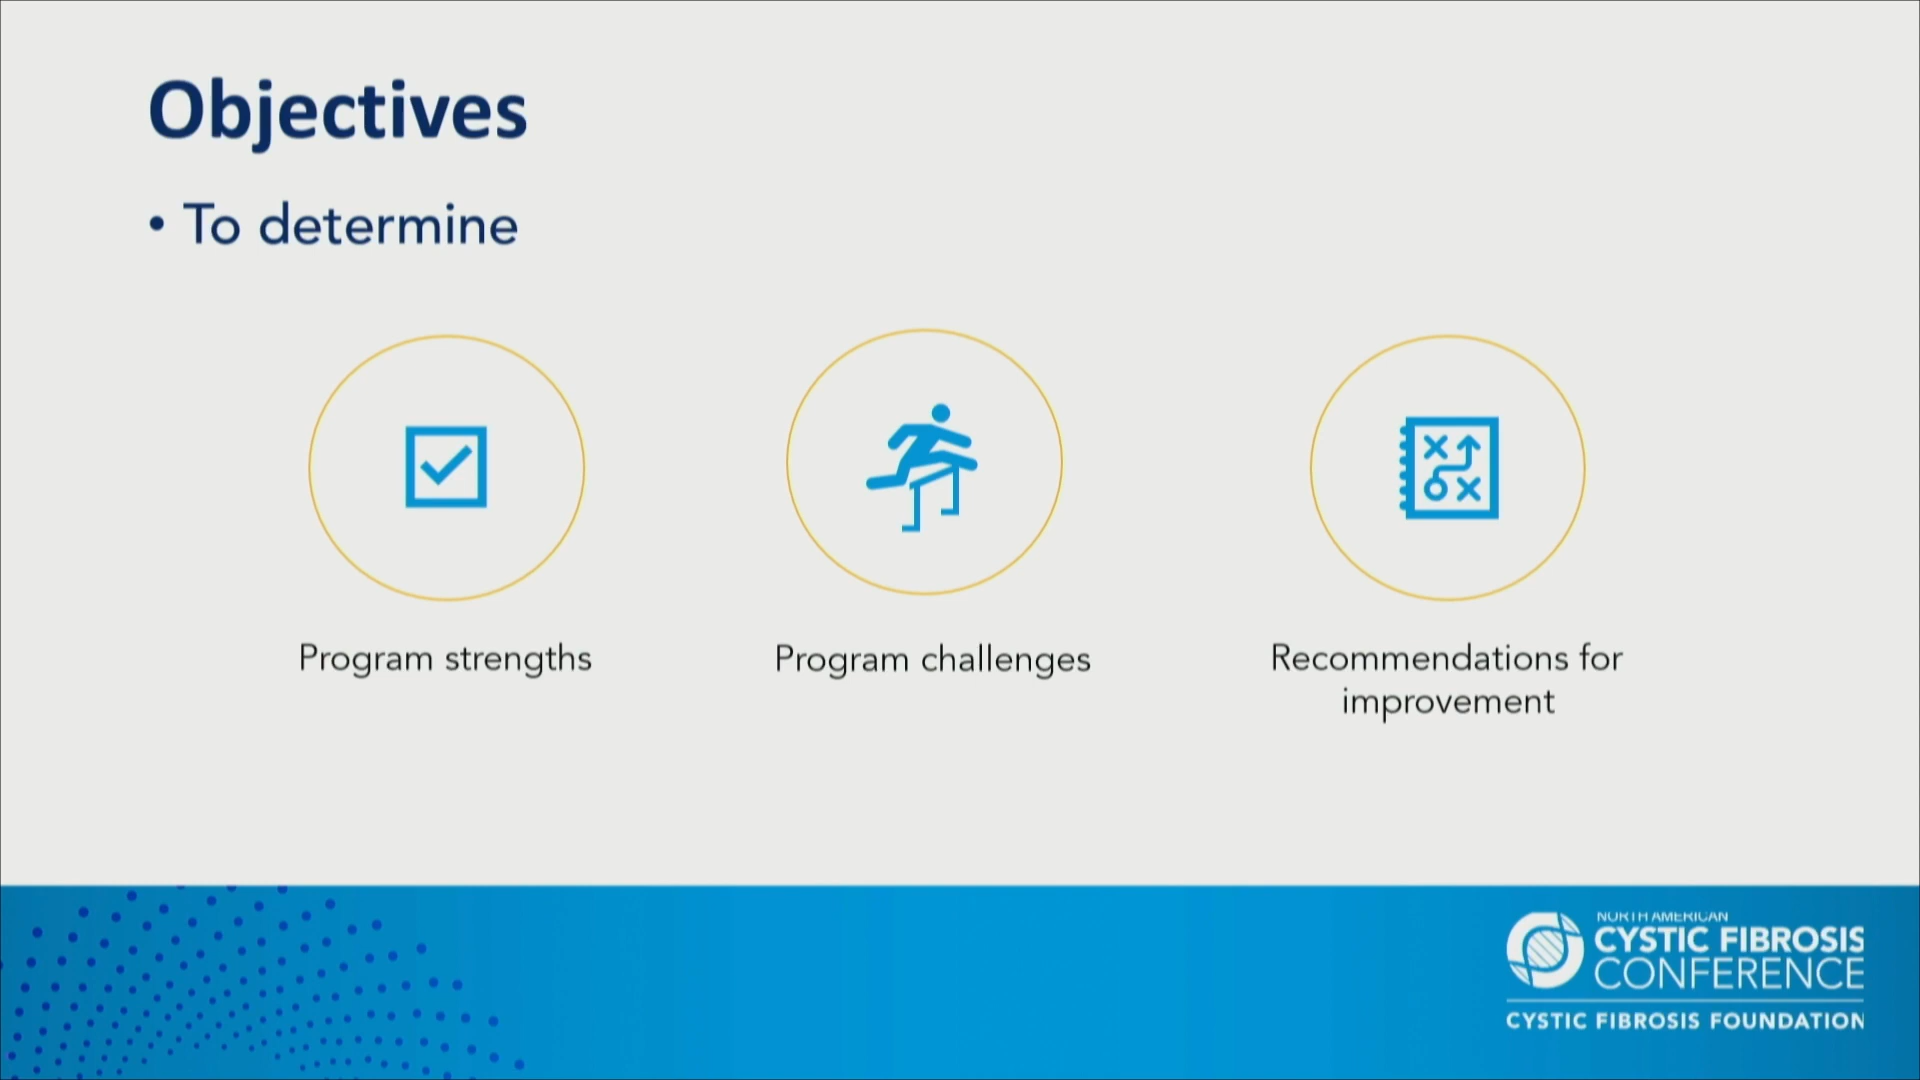 Objectives
• To determine
Program strengths
Program challenges
Recommendations for
improvement
NORTH AMERICAN
CYSTIC FIBROSIS
CONFERENCE
CYSTIC FIBROSIS FOUNDATION